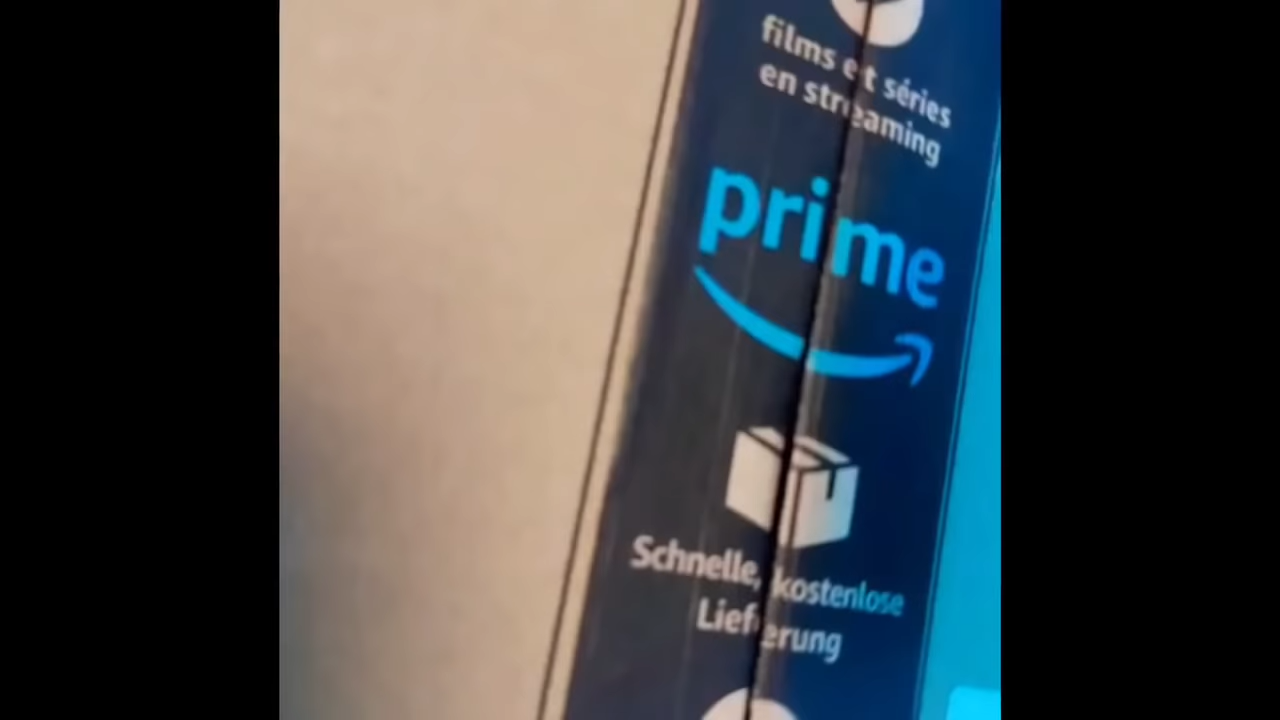 films et séries
en streaming
prime
Schnelle, kostenlose
Lieferung